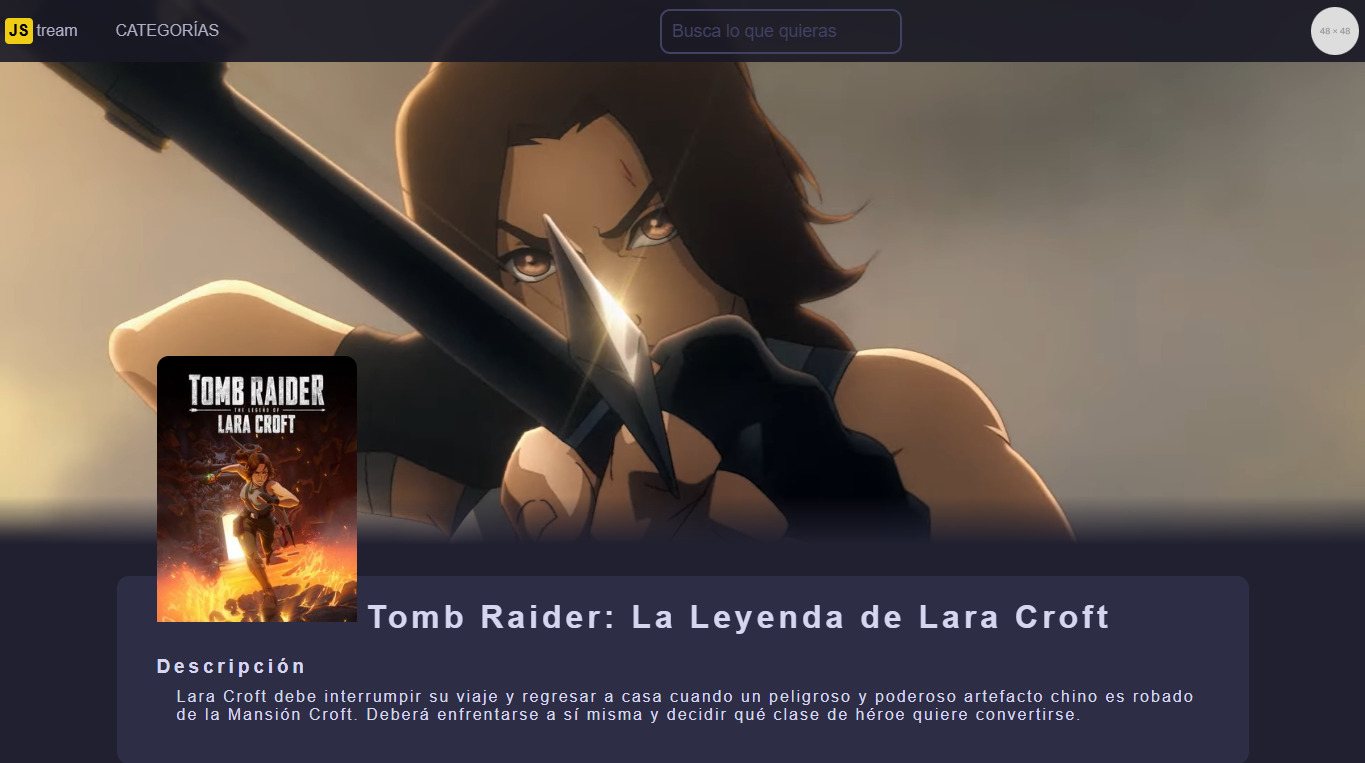 JStream CATEGORÍAS Busca lo que quieras 48 × 48
TOMB RAIDER
THE LEGEND OF
LARA CROFT
Tomb Raider: La Leyenda de Lara Croft
Descripción
Lara Croft debe interrumpir su viaje y regresar a casa cuando un peligroso y poderoso artefacto chino es robado
de la Mansión Croft. Deberá enfrentarse a sí misma y decidir qué clase de héroe quiere convertirse.